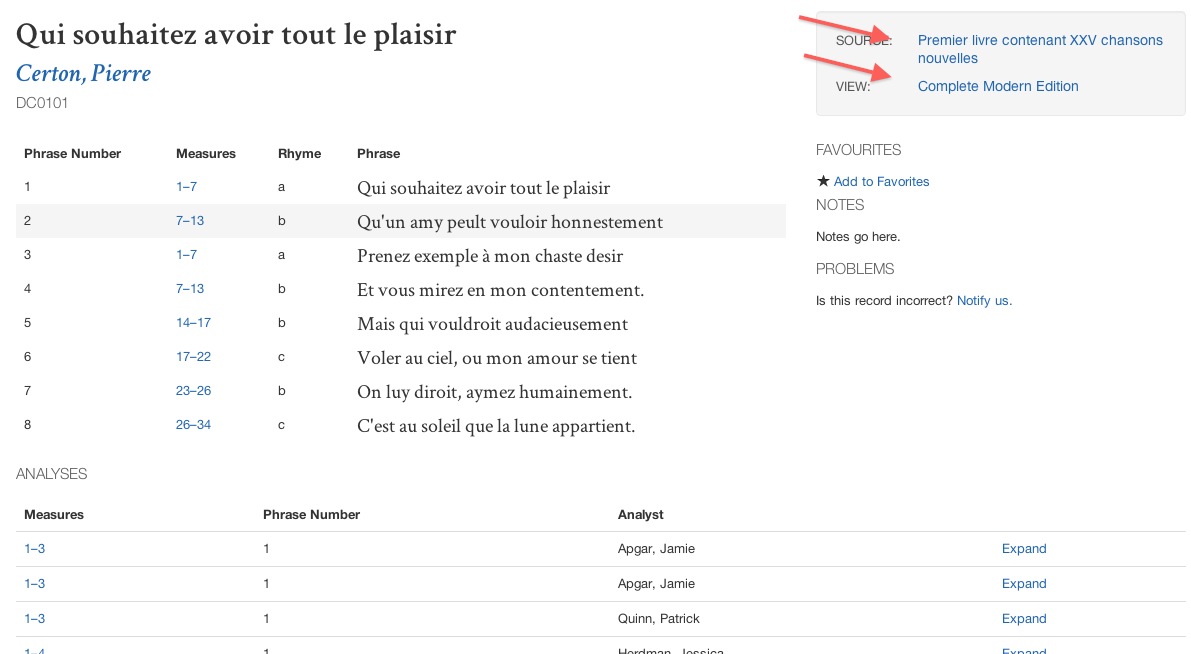 Qui souhaitez avoir tout le plaisir
Certon, Pierre
DC0101
SOURCE: Premier livre contenant XXV chansons
nouvelles
VIEW: Complete Modern Edition
Phrase Number Measures Rhyme Phrase
1 1–7 a Qui souhaitez avoir tout le plaisir
2 7–13 b Qu'un amy peult vouloir honnestement
3 1–7 a Prenez exemple à mon chaste desir
4 7–13 b Et vous mirez en mon contentement.
5 14–17 b Mais qui vouldroit audacieusement
6 17–22 c Voler au ciel, ou mon amour se tient
7 23–26 b On luy diroit, aymez humainement.
8 26–34 c C'est au soleil que la lune appartient.
FAVOURITES
★ Add to Favorites
NOTES
Notes go here.
PROBLEMS
Is this record incorrect? Notify us.
ANALYSES
Measures Phrase Number Analyst
1–3 1 Apgar, Jamie Expand
1–3 1 Apgar, Jamie Expand
1–3 1 Quinn, Patrick Expand
1–4 1 Herdman, Jessica Expand